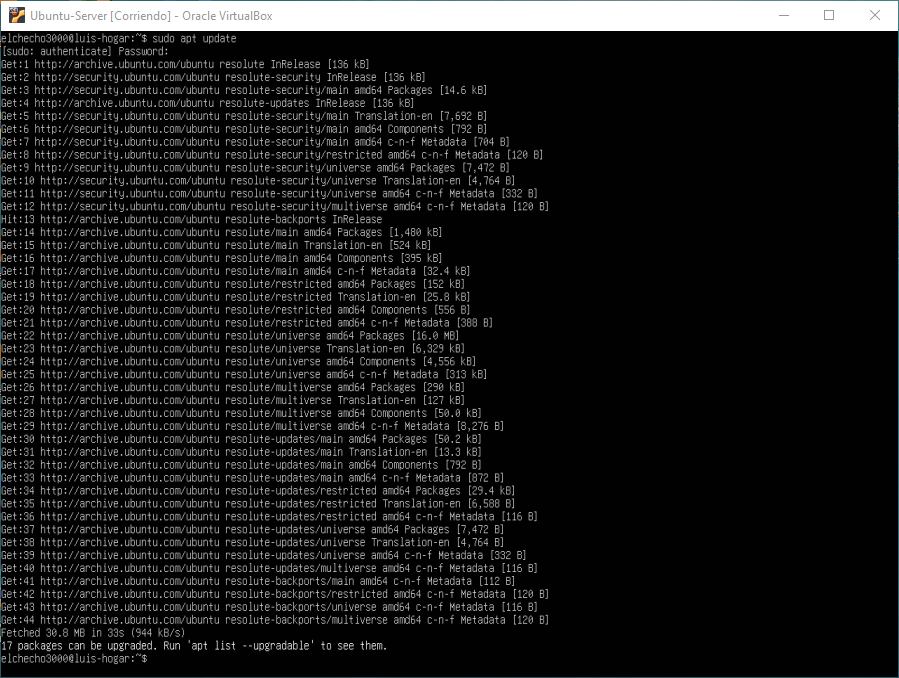 Ubuntu-Server [Corriendo] - Oracle VirtualBox
elchecho3000@luis-hogar:~$ sudo apt update
[sudo: authenticate] Password:
Get:1 http://archive.ubuntu.com/ubuntu resolute InRelease [136 kB]
Get:2 http://security.ubuntu.com/ubuntu resolute-security InRelease [136 kB]
Get:3 http://security.ubuntu.com/ubuntu resolute-security/main amd64 Packages [14.6 kB]
Get:4 http://archive.ubuntu.com/ubuntu resolute-updates InRelease [136 kB]
Get:5 http://security.ubuntu.com/ubuntu resolute-security/main Translation-en [7,692 B]
Get:6 http://security.ubuntu.com/ubuntu resolute-security/main amd64 Components [792 B]
Get:7 http://security.ubuntu.com/ubuntu resolute-security/main amd64 c-n-f Metadata [704 B]
Get:8 http://security.ubuntu.com/ubuntu resolute-security/restricted amd64 c-n-f Metadata [120 B]
Get:9 http://security.ubuntu.com/ubuntu resolute-security/universe amd64 Packages [7,472 B]
Get:10 http://security.ubuntu.com/ubuntu resolute-security/universe Translation-en [4,764 B]
Get:11 http://security.ubuntu.com/ubuntu resolute-security/universe amd64 c-n-f Metadata [332 B]
Get:12 http://security.ubuntu.com/ubuntu resolute-security/multiverse amd64 c-n-f Metadata [120 B]
Hit:13 http://archive.ubuntu.com/ubuntu resolute-backports InRelease
Get:14 http://archive.ubuntu.com/ubuntu resolute/main amd64 Packages [1,480 kB]
Get:15 http://archive.ubuntu.com/ubuntu resolute/main Translation-en [524 kB]
Get:16 http://archive.ubuntu.com/ubuntu resolute/main amd64 Components [395 kB]
Get:17 http://archive.ubuntu.com/ubuntu resolute/main amd64 c-n-f Metadata [32.4 kB]
Get:18 http://archive.ubuntu.com/ubuntu resolute/restricted amd64 Packages [152 kB]
Get:19 http://archive.ubuntu.com/ubuntu resolute/restricted Translation-en [25.8 kB]
Get:20 http://archive.ubuntu.com/ubuntu resolute/restricted amd64 Components [556 B]
Get:21 http://archive.ubuntu.com/ubuntu resolute/restricted amd64 c-n-f Metadata [388 B]
Get:22 http://archive.ubuntu.com/ubuntu resolute/universe amd64 Packages [16.0 MB]
Get:23 http://archive.ubuntu.com/ubuntu resolute/universe Translation-en [6,329 kB]
Get:24 http://archive.ubuntu.com/ubuntu resolute/universe amd64 Components [4,556 kB]
Get:25 http://archive.ubuntu.com/ubuntu resolute/universe amd64 c-n-f Metadata [313 kB]
Get:26 http://archive.ubuntu.com/ubuntu resolute/multiverse amd64 Packages [290 kB]
Get:27 http://archive.ubuntu.com/ubuntu resolute/multiverse Translation-en [127 kB]
Get:28 http://archive.ubuntu.com/ubuntu resolute/multiverse amd64 Components [50.0 kB]
Get:29 http://archive.ubuntu.com/ubuntu resolute/multiverse amd64 c-n-f Metadata [8,276 B]
Get:30 http://archive.ubuntu.com/ubuntu resolute-updates/main amd64 Packages [50.2 kB]
Get:31 http://archive.ubuntu.com/ubuntu resolute-updates/main Translation-en [13.3 kB]
Get:32 http://archive.ubuntu.com/ubuntu resolute-updates/main amd64 Components [792 B]
Get:33 http://archive.ubuntu.com/ubuntu resolute-updates/main amd64 c-n-f Metadata [872 B]
Get:34 http://archive.ubuntu.com/ubuntu resolute-updates/restricted amd64 Packages [29.4 kB]
Get:35 http://archive.ubuntu.com/ubuntu resolute-updates/restricted Translation-en [6,588 B]
Get:36 http://archive.ubuntu.com/ubuntu resolute-updates/restricted amd64 c-n-f Metadata [116 B]
Get:37 http://archive.ubuntu.com/ubuntu resolute-updates/universe amd64 Packages [7,472 B]
Get:38 http://archive.ubuntu.com/ubuntu resolute-updates/universe Translation-en [4,764 B]
Get:39 http://archive.ubuntu.com/ubuntu resolute-updates/universe amd64 c-n-f Metadata [332 B]
Get:40 http://archive.ubuntu.com/ubuntu resolute-updates/multiverse amd64 c-n-f Metadata [116 B]
Get:41 http://archive.ubuntu.com/ubuntu resolute-backports/main amd64 c-n-f Metadata [112 B]
Get:42 http://archive.ubuntu.com/ubuntu resolute-backports/restricted amd64 c-n-f Metadata [120 B]
Get:43 http://archive.ubuntu.com/ubuntu resolute-backports/universe amd64 c-n-f Metadata [116 B]
Get:44 http://archive.ubuntu.com/ubuntu resolute-backports/multiverse amd64 c-n-f Metadata [120 B]
Fetched 30.8 MB in 33s (944 kB/s)
17 packages can be upgraded. Run 'apt list --upgradable' to see them.
elchecho3000@luis-hogar:~$